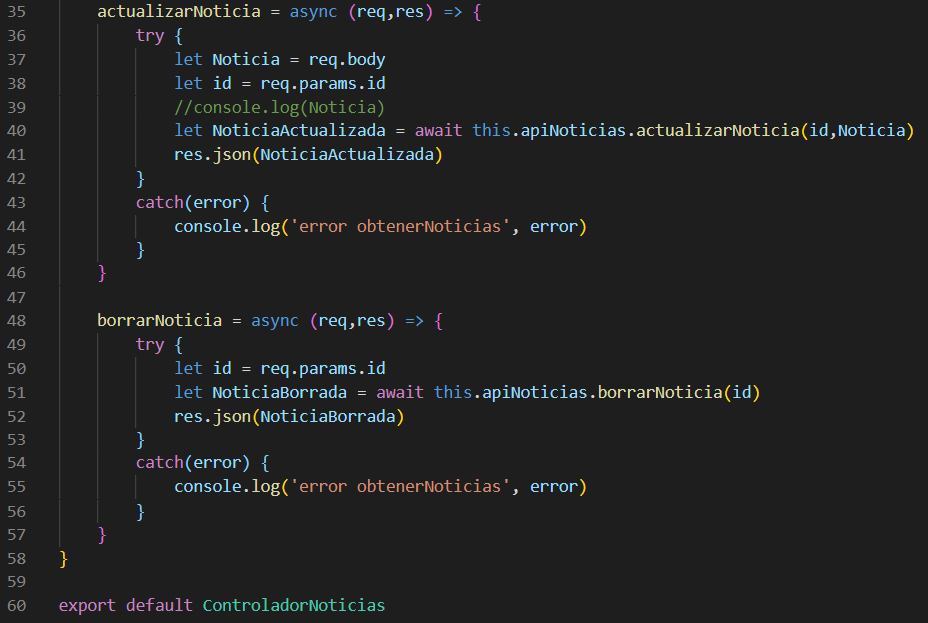 35 actualizarNoticia = async (req,res) => {
36 try {
37 let Noticia = req.body
38 let id = req.params.id
39 //console.log(Noticia)
40 let NoticiaActualizada = await this.apiNoticias.actualizarNoticia(id,Noticia)
41 res.json(NoticiaActualizada)
42 }
43 catch(error) {
44 console.log('error obtenerNoticias', error)
45 }
46 }
47
48 borrarNoticia = async (req,res) => {
49 try {
50 let id = req.params.id
51 let NoticiaBorrada = await this.apiNoticias.borrarNoticia(id)
52 res.json(NoticiaBorrada)
53 }
54 catch(error) {
55 console.log('error obtenerNoticias', error)
56 }
57 }
58 }
59
60 export default ControladorNoticias